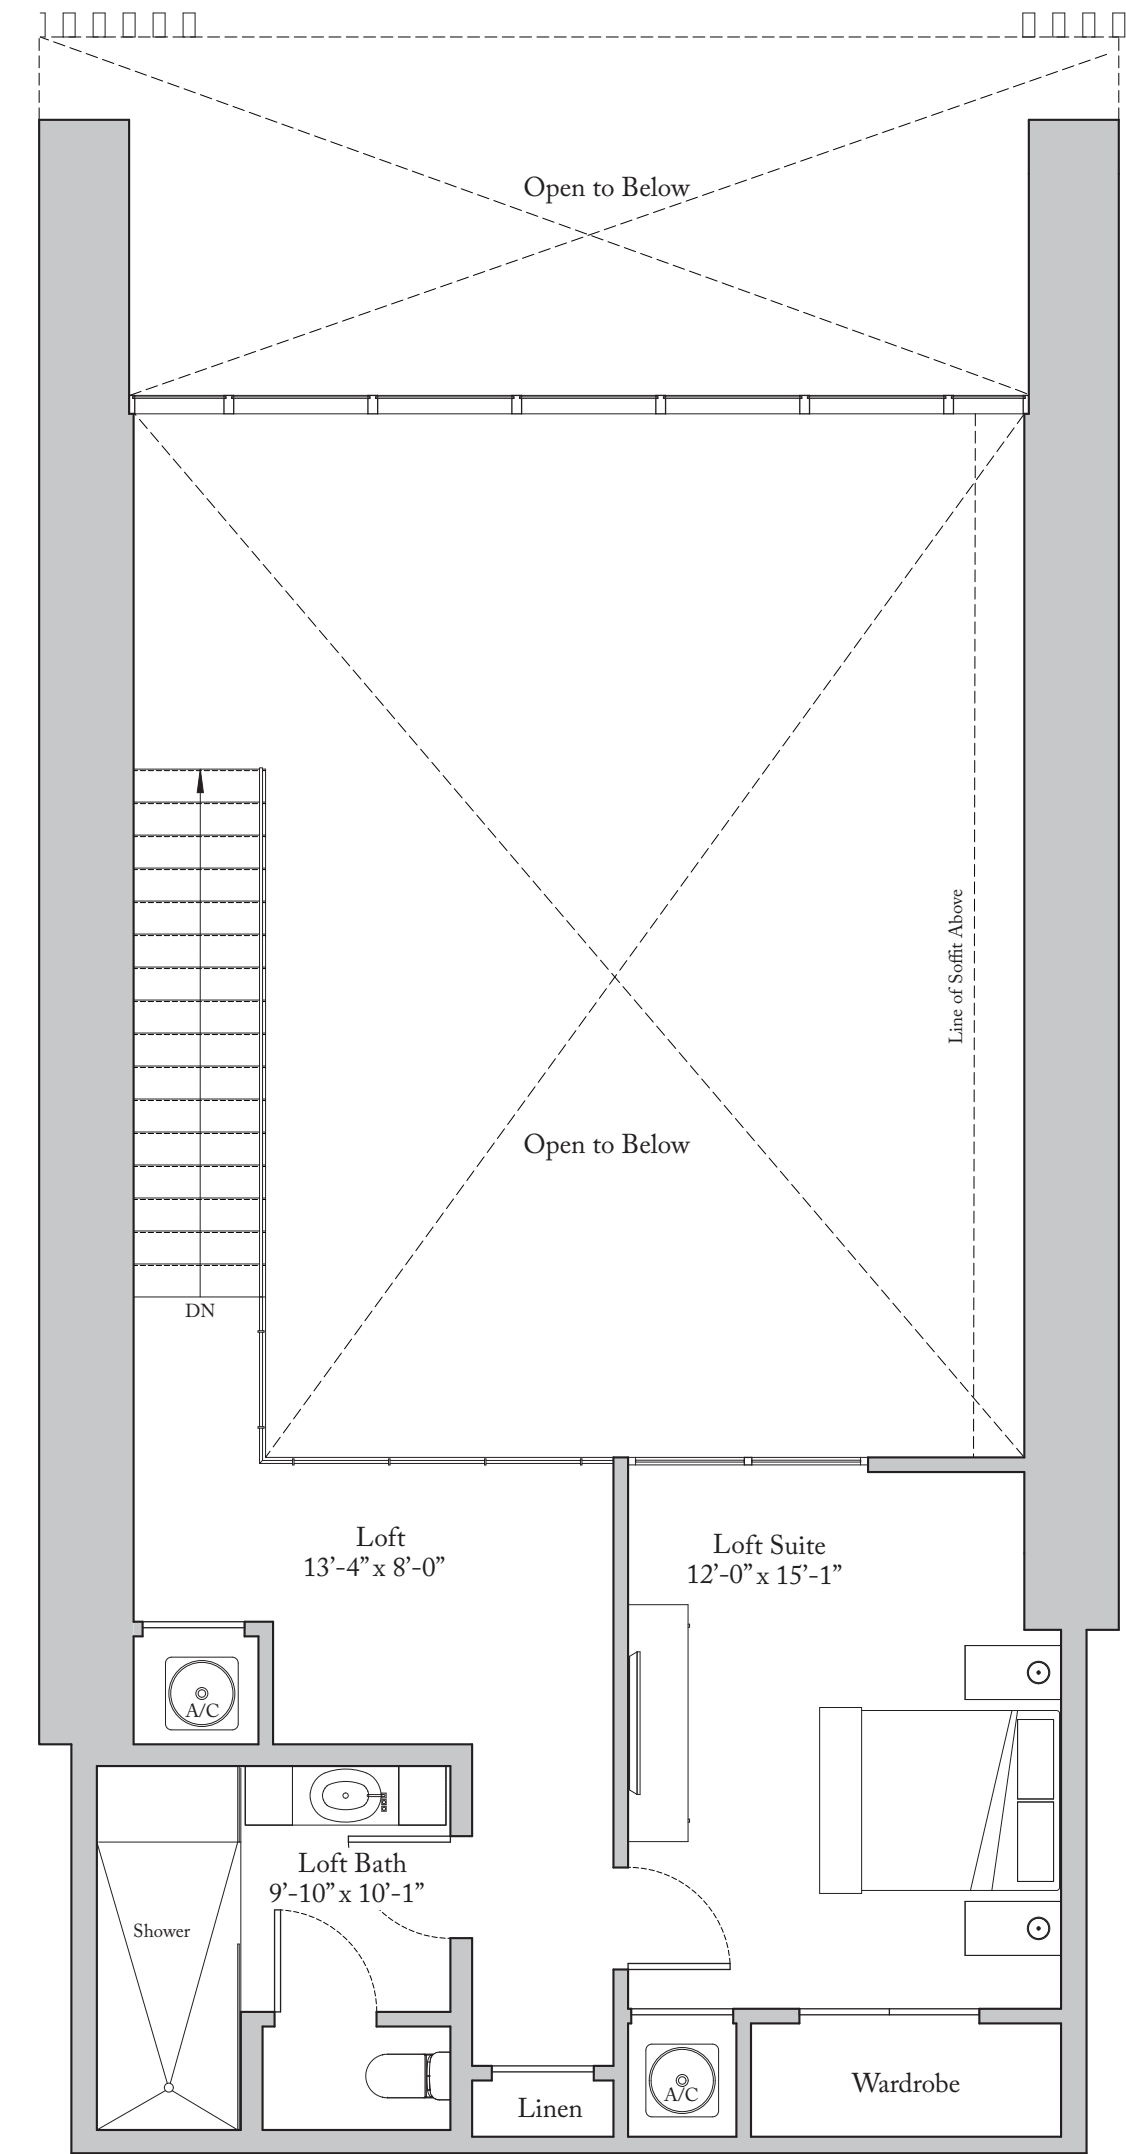 Open to Below
Line of Soffit Above
Open to Below
DN
Loft
13’-4” x 8’-0”
Loft Suite
12’-0” x 15’-1”
A/C
Loft Bath
9’-10” x 10’-1”
Shower
A/C
Wardrobe
Linen